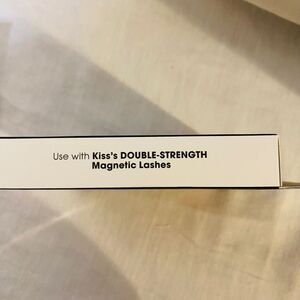 Use with Kiss's DOUBLE-STRENGTH
Magnetic Lashes